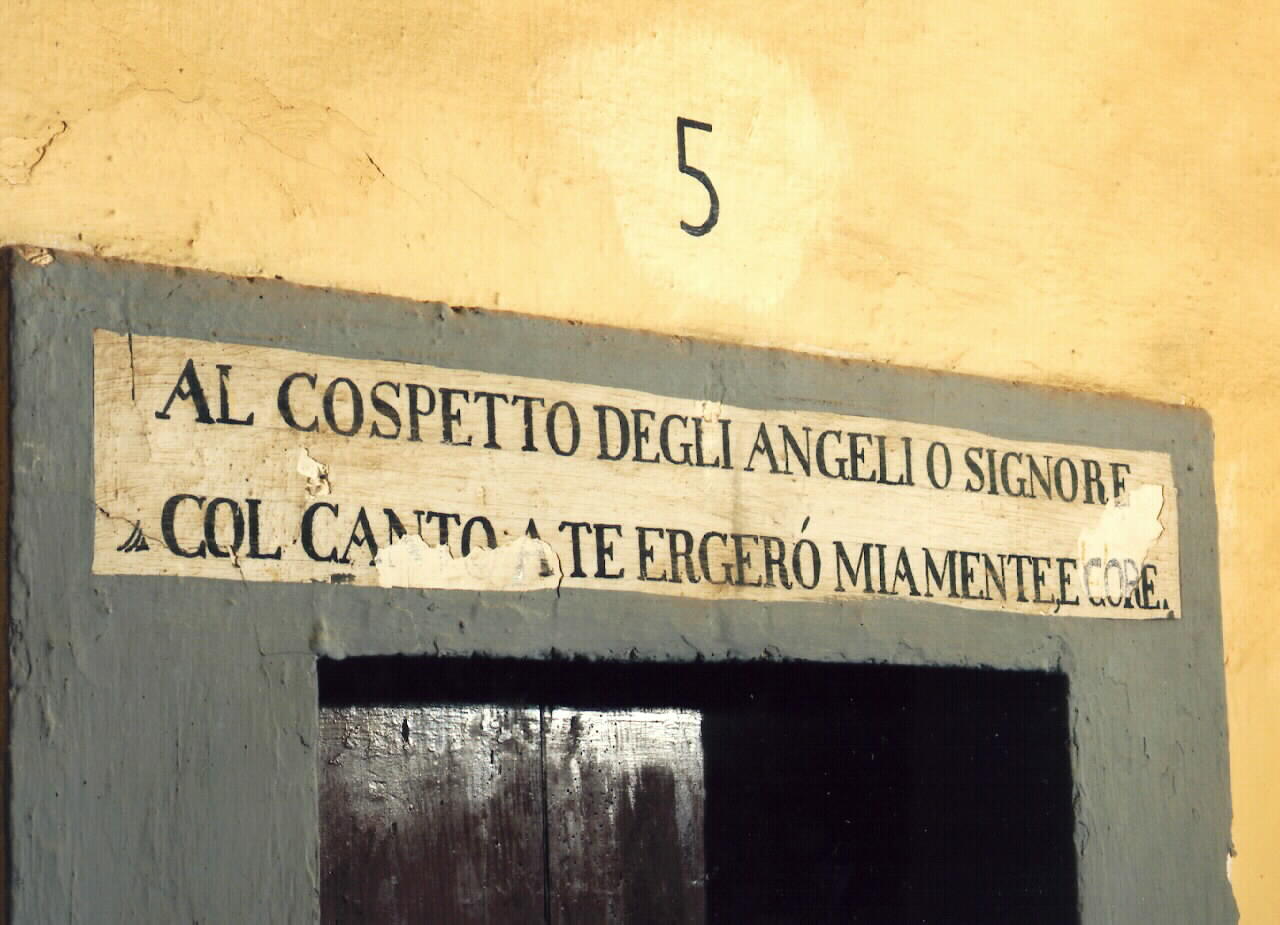 5
AL COSPETTO DEGLI ANGELI O SIGNORE
COL CANTO A TE ERGERÓ MIA MENTE, E CORE.